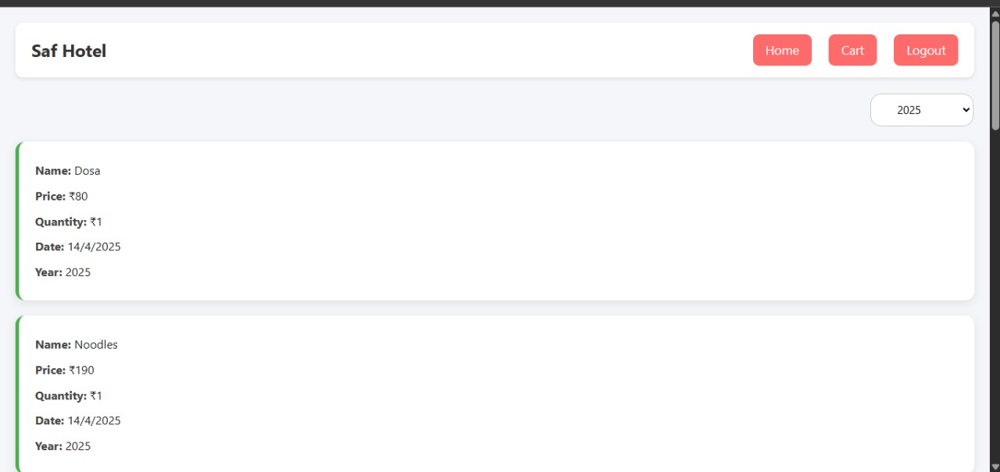 Saf Hotel
Home Cart Logout
2025
Name: Dosa
Price: ₹80
Quantity: ₹1
Date: 14/4/2025
Year: 2025
Name: Noodles
Price: ₹190
Quantity: ₹1
Date: 14/4/2025
Year: 2025